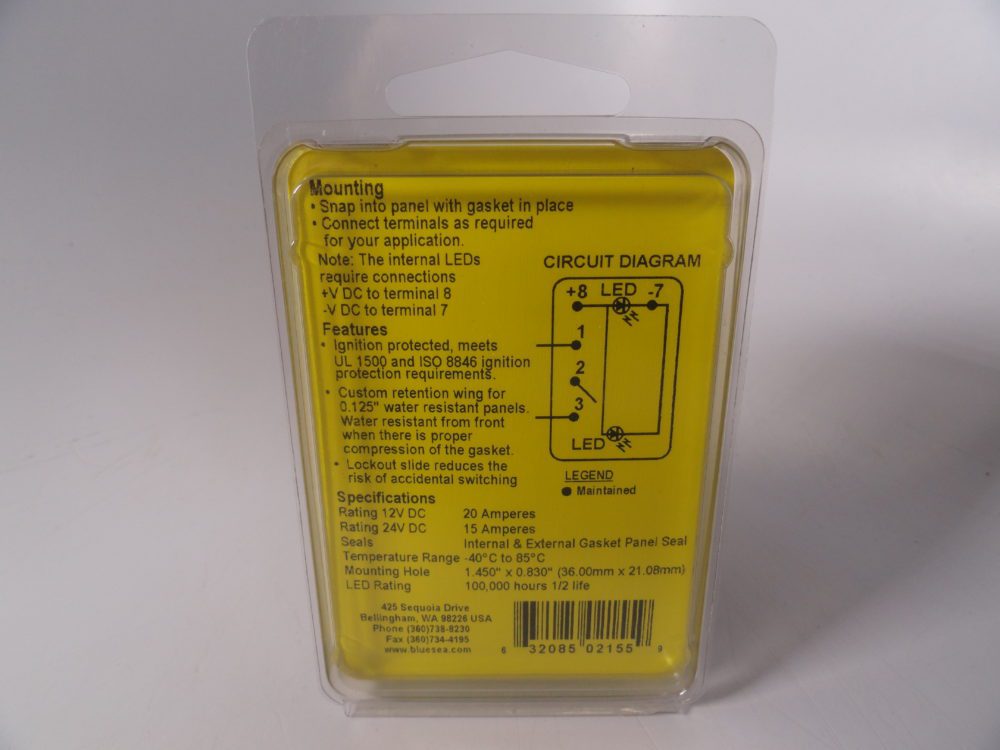 Mounting
• Snap into panel with gasket in place
• Connect terminals as required
for your application.
Note: The internal LEDs
require connections
+V DC to terminal 8
-V DC to terminal 7
Features
• Ignition protected, meets
UL 1500 and ISO 8846 ignition
protection requirements.
• Custom retention wing for
0.125" water resistant panels.
Water resistant from front
when there is proper
compression of the gasket.
• Lockout slide reduces the
risk of accidental switching
CIRCUIT DIAGRAM
+8 LED -7
1
2
3
LED
LEGEND
● Maintained
Specifications
Rating 12V DC 20 Amperes
Rating 24V DC 15 Amperes
Seals Internal & External Gasket Panel Seal
Temperature Range -40°C to 85°C
Mounting Hole 1.450" x 0.830" (36.00mm x 21.08mm)
LED Rating 100,000 hours 1/2 life
425 Sequoia Drive
Bellingham, WA 98226 USA
Phone (360)738-8230
Fax (360)734-4195
www.bluesea.com
6 32085 02155 9